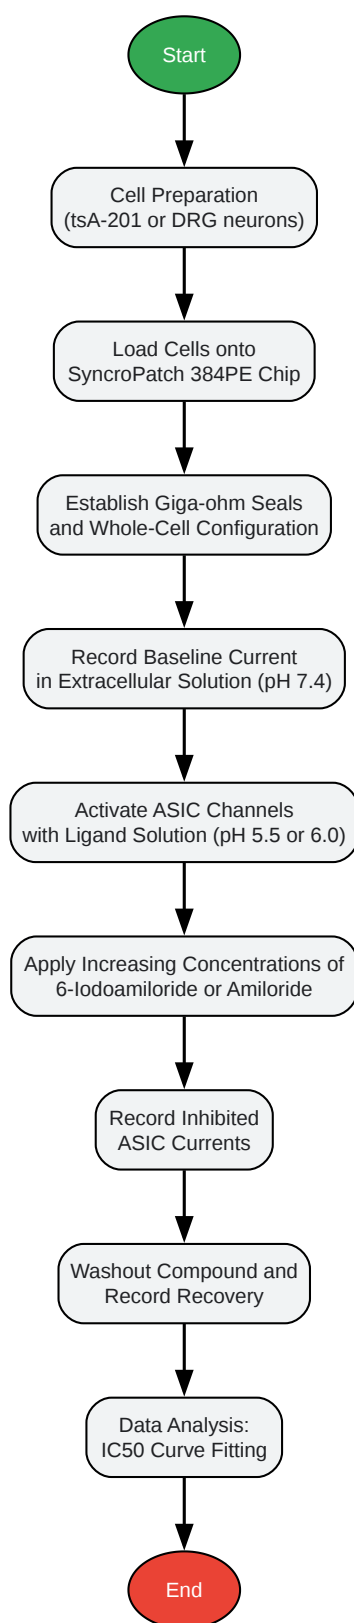 Start
Cell Preparation
(tsA-201 or DRG neurons)
Load Cells onto
SyncroPatch 384PE Chip
Establish Giga-ohm Seals
and Whole-Cell Configuration
Record Baseline Current
in Extracellular Solution (pH 7.4)
Activate ASIC Channels
with Ligand Solution (pH 5.5 or 6.0)
Apply Increasing Concentrations of
6-Iodoamiloride or Amiloride
Record Inhibited
ASIC Currents
Washout Compound and
Record Recovery
Data Analysis:
IC50 Curve Fitting
End